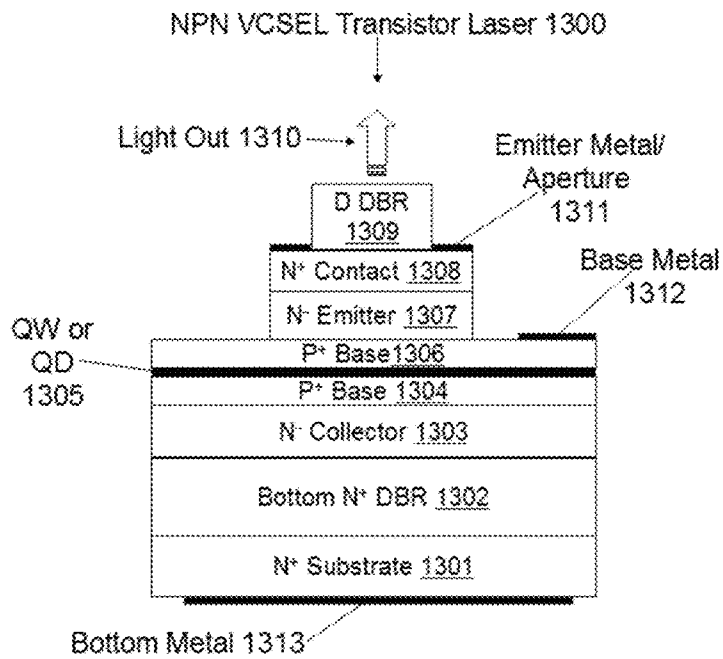 NPN VCSEL Transistor Laser 1300
Light Out 1310
Emitter Metal/
Aperture
1311
D DBR
1309
N⁺ Contact 1308
Base Metal
1312
N⁻ Emitter 1307
QW or
QD
1305
P⁺ Base1306
P⁺ Base 1304
N⁻ Collector 1303
Bottom N⁺ DBR 1302
N⁺ Substrate 1301
Bottom Metal 1313